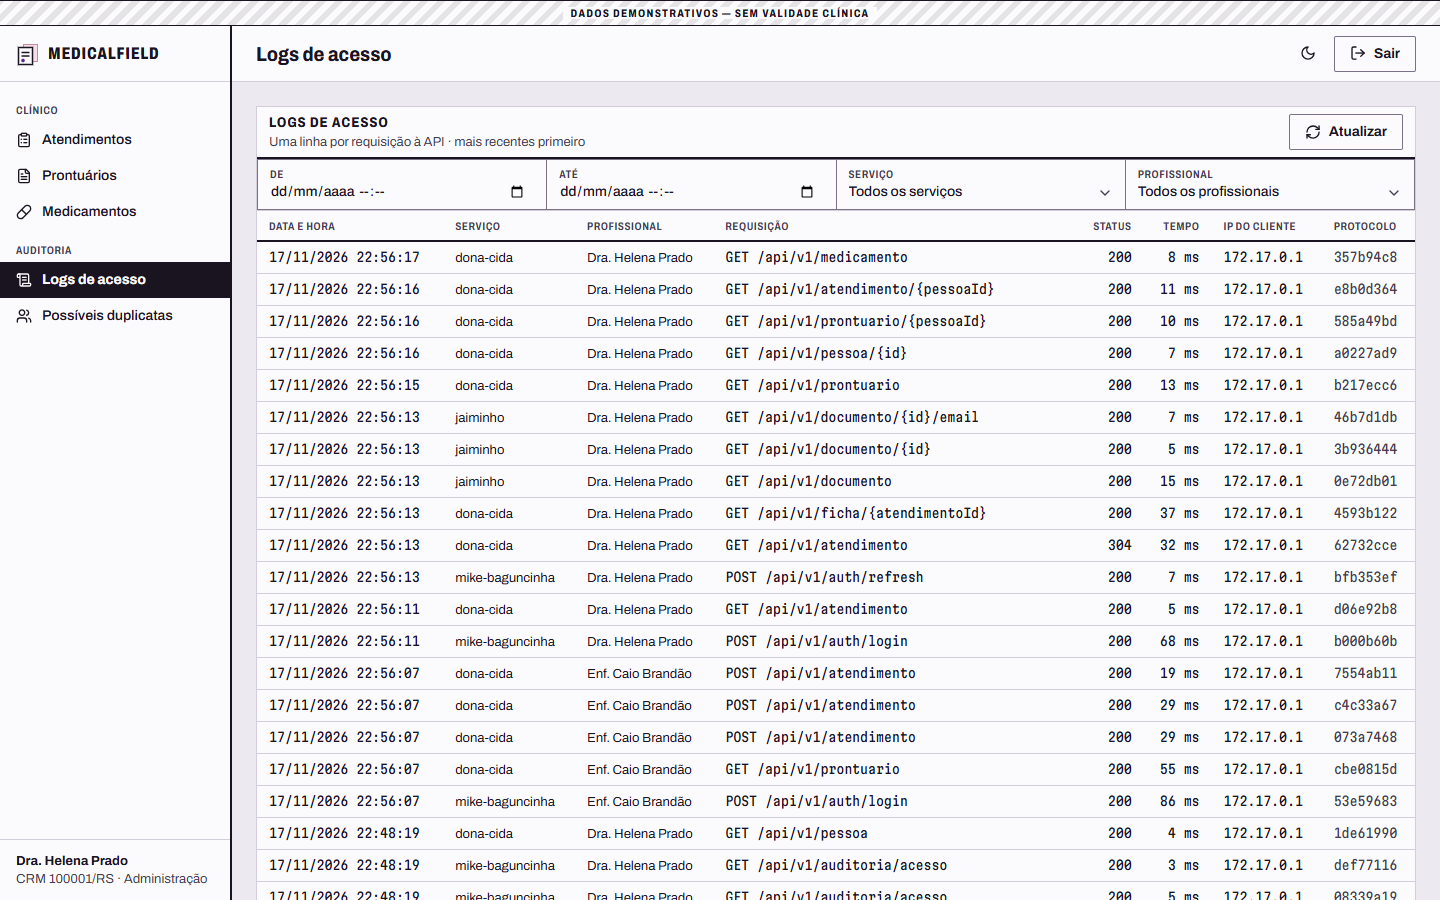 DADOS DEMONSTRATIVOS — SEM VALIDADE CLÍNICA
MEDICALFIELD
Logs de acesso
Sair
CLÍNICO
Atendimentos
Prontuários
Medicamentos
AUDITORIA
Logs de acesso
Possíveis duplicatas
Dra. Helena Prado
CRM 100001/RS · Administração
LOGS DE ACESSO
Uma linha por requisição à API · mais recentes primeiro
Atualizar
DE
dd/mm/aaaa --:--
ATÉ
dd/mm/aaaa --:--
SERVIÇO
Todos os serviços
PROFISSIONAL
Todos os profissionais
DATA E HORA SERVIÇO PROFISSIONAL REQUISIÇÃO STATUS TEMPO IP DO CLIENTE PROTOCOLO
17/11/2026 22:56:17 dona-cida Dra. Helena Prado GET /api/v1/medicamento 200 8 ms 172.17.0.1 357b94c8
17/11/2026 22:56:16 dona-cida Dra. Helena Prado GET /api/v1/atendimento/{pessoaId} 200 11 ms 172.17.0.1 e8b0d364
17/11/2026 22:56:16 dona-cida Dra. Helena Prado GET /api/v1/prontuario/{pessoaId} 200 10 ms 172.17.0.1 585a49bd
17/11/2026 22:56:16 dona-cida Dra. Helena Prado GET /api/v1/pessoa/{id} 200 7 ms 172.17.0.1 a0227ad9
17/11/2026 22:56:15 dona-cida Dra. Helena Prado GET /api/v1/prontuario 200 13 ms 172.17.0.1 b217ecc6
17/11/2026 22:56:13 jaiminho Dra. Helena Prado GET /api/v1/documento/{id}/email 200 7 ms 172.17.0.1 46b7d1db
17/11/2026 22:56:13 jaiminho Dra. Helena Prado GET /api/v1/documento/{id} 200 5 ms 172.17.0.1 3b936444
17/11/2026 22:56:13 jaiminho Dra. Helena Prado GET /api/v1/documento 200 15 ms 172.17.0.1 0e72db01
17/11/2026 22:56:13 dona-cida Dra. Helena Prado GET /api/v1/ficha/{atendimentoId} 200 37 ms 172.17.0.1 4593b122
17/11/2026 22:56:13 dona-cida Dra. Helena Prado GET /api/v1/atendimento 304 32 ms 172.17.0.1 62732cce
17/11/2026 22:56:13 mike-baguncinha Dra. Helena Prado POST /api/v1/auth/refresh 200 7 ms 172.17.0.1 bfb353ef
17/11/2026 22:56:11 dona-cida Dra. Helena Prado GET /api/v1/atendimento 200 5 ms 172.17.0.1 d06e92b8
17/11/2026 22:56:11 mike-baguncinha Dra. Helena Prado POST /api/v1/auth/login 200 68 ms 172.17.0.1 b000b60b
17/11/2026 22:56:07 dona-cida Enf. Caio Brandão POST /api/v1/atendimento 200 19 ms 172.17.0.1 7554ab11
17/11/2026 22:56:07 dona-cida Enf. Caio Brandão POST /api/v1/atendimento 200 29 ms 172.17.0.1 c4c33a67
17/11/2026 22:56:07 dona-cida Enf. Caio Brandão POST /api/v1/atendimento 200 29 ms 172.17.0.1 073a7468
17/11/2026 22:56:07 dona-cida Enf. Caio Brandão GET /api/v1/prontuario 200 55 ms 172.17.0.1 cbe0815d
17/11/2026 22:56:07 mike-baguncinha Enf. Caio Brandão POST /api/v1/auth/login 200 86 ms 172.17.0.1 53e59683
17/11/2026 22:48:19 dona-cida Dra. Helena Prado GET /api/v1/pessoa 200 4 ms 172.17.0.1 1de61990
17/11/2026 22:48:19 mike-baguncinha Dra. Helena Prado GET /api/v1/auditoria/acesso 200 3 ms 172.17.0.1 def77116
17/11/2026 22:48:19 mike-baguncinha Dra. Helena Prado GET /api/v1/auditoria/acesso 200 5 ms 172.17.0.1 08339a19